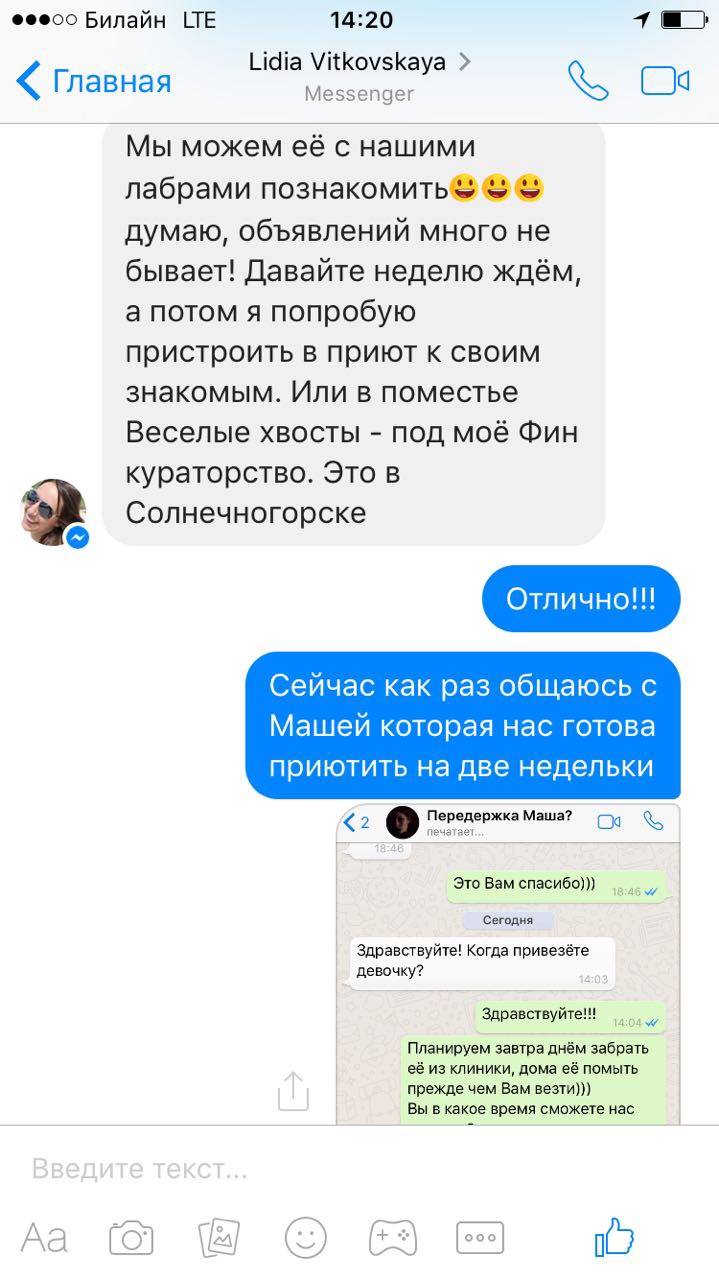 Билайн LTE 14:20
Главная
Lidia Vitkovskaya
Messenger
Мы можем её с нашими
лабрами познакомить😃😃😃
думаю, объявлений много не
бывает! Давайте неделю ждём,
а потом я попробую
пристроить в приют к своим
знакомым. Или в поместье
Веселые хвосты - под моё Фин
кураторство. Это в
Солнечногорске
Отлично!!!
Сейчас как раз общаюсь с
Машей которая нас готова
приютить на две недельки
2
Передержка Маша?
печатает...
18:46
Это Вам спасибо)))
18:46
Сегодня
Здравствуйте! Когда привезёте
девочку?
14:03
Здравствуйте!!!
14:04
Планируем завтра днём забрать
её из клиники, дома её помыть
прежде чем Вам везти)))
Вы в какое время сможете нас
Введите текст...
Aa